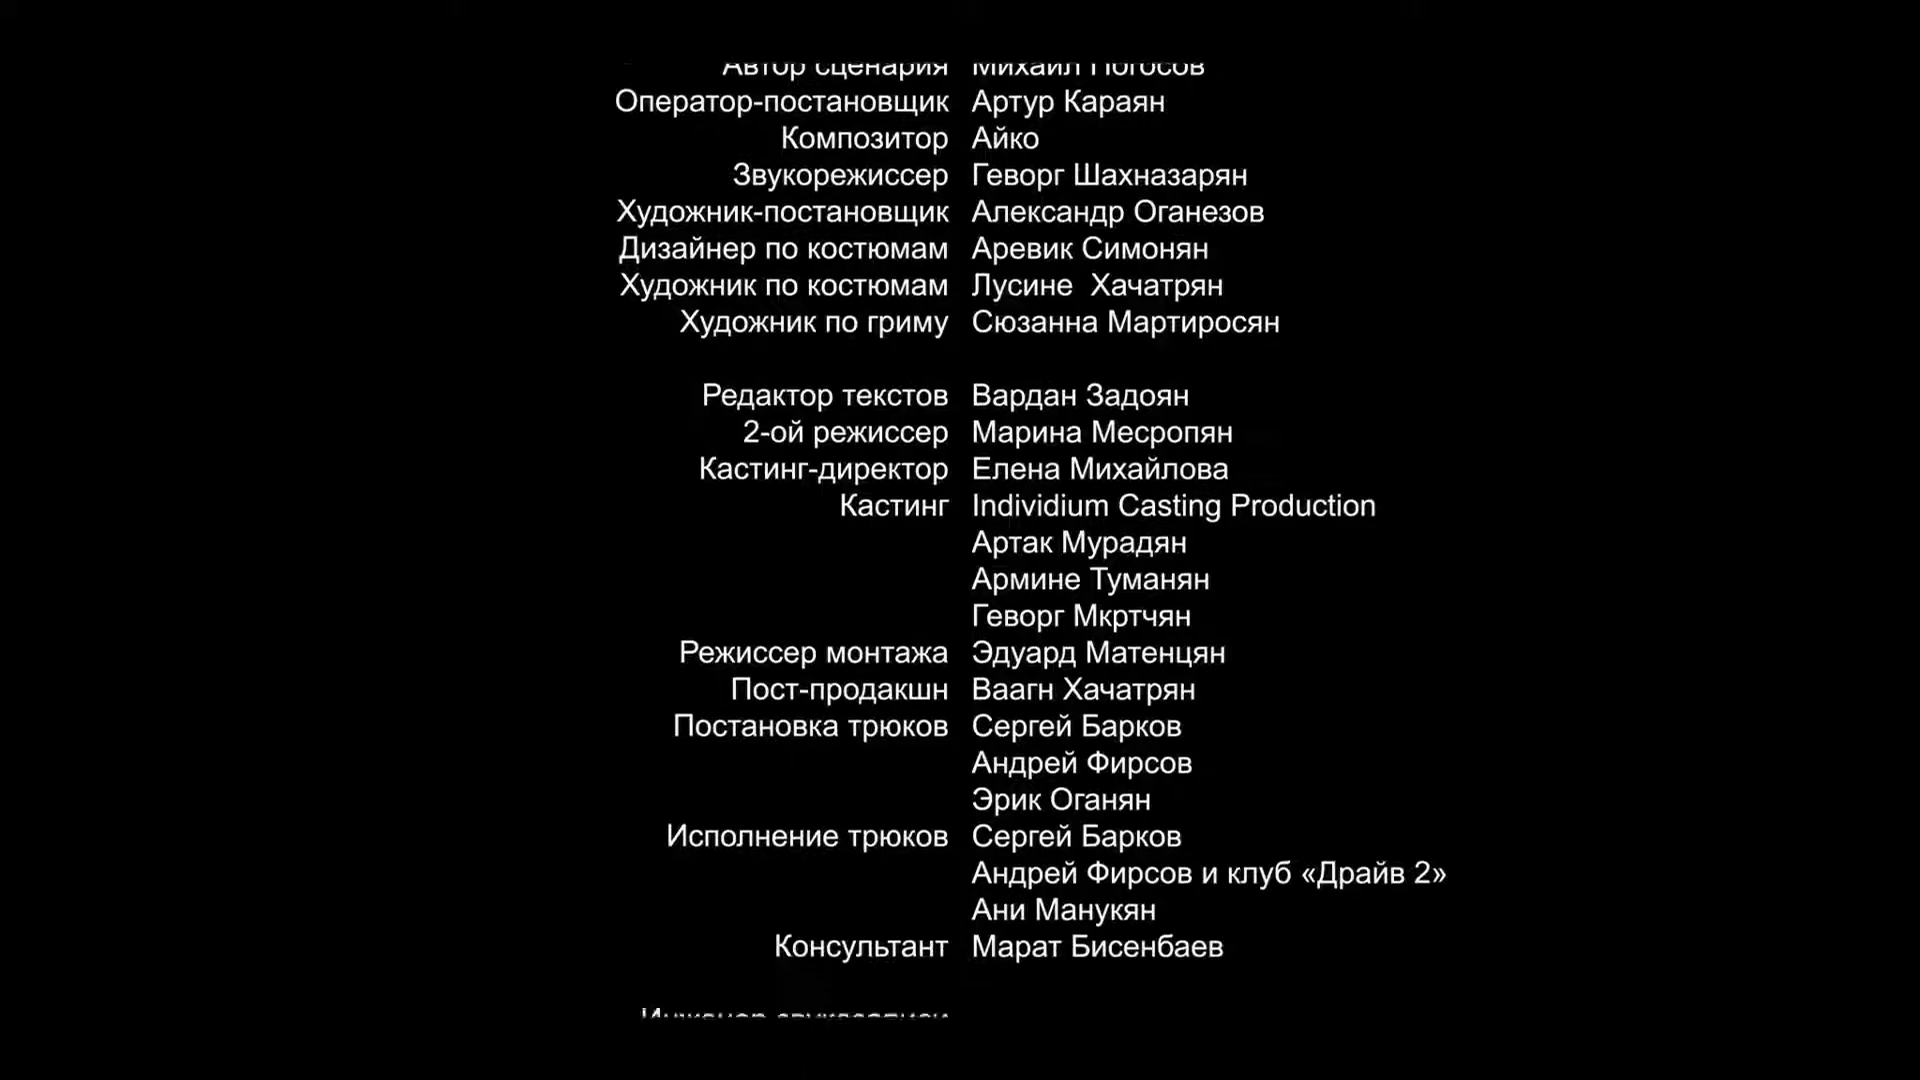 Автор сценария Михаил Погосов
Оператор-постановщик Артур Караян
Композитор Айко
Звукорежиссер Геворг Шахназарян
Художник-постановщик Александр Оганезов
Дизайнер по костюмам Аревик Симонян
Художник по костюмам Лусине Хачатрян
Художник по гриму Сюзанна Мартиросян
Редактор текстов Вардан Задоян
2-ой режиссер Марина Месропян
Кастинг-директор Елена Михайлова
Кастинг Individium Casting Production
Артак Мурадян
Армине Туманян
Геворг Мкртчян
Режиссер монтажа Эдуард Матенцян
Пост-продакшн Ваагн Хачатрян
Постановка трюков Сергей Барков
Андрей Фирсов
Эрик Оганян
Исполнение трюков Сергей Барков
Андрей Фирсов и клуб «Драйв 2»
Ани Манукян
Консультант Марат Бисенбаев